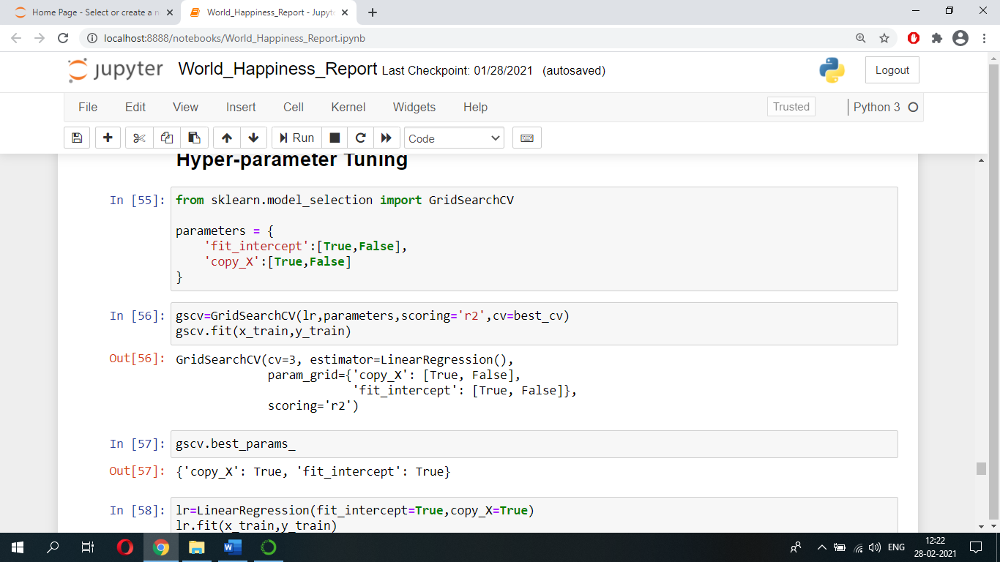 Home Page - Select or create a n
World_Happiness_Report - Jupyte
localhost:8888/notebooks/World_Happiness_Report.ipynb
jupyter World_Happiness_Report Last Checkpoint: 01/28/2021 (autosaved)
Logout
File Edit View Insert Cell Kernel Widgets Help
Trusted
Python 3
Run
Code
Hyper-parameter Tuning
In [55]: from sklearn.model_selection import GridSearchCV
parameters = {
'fit_intercept':[True,False],
'copy_X':[True,False]
}
In [56]: gscv=GridSearchCV(lr,parameters,scoring='r2',cv=best_cv)
gscv.fit(x_train,y_train)
Out[56]: GridSearchCV(cv=3, estimator=LinearRegression(),
param_grid={'copy_X': [True, False],
'fit_intercept': [True, False]},
scoring='r2')
In [57]: gscv.best_params_
Out[57]: {'copy_X': True, 'fit_intercept': True}
In [58]: lr=LinearRegression(fit_intercept=True,copy_X=True)
lr.fit(x_train,y_train)
ENG
12:22
28-02-2021